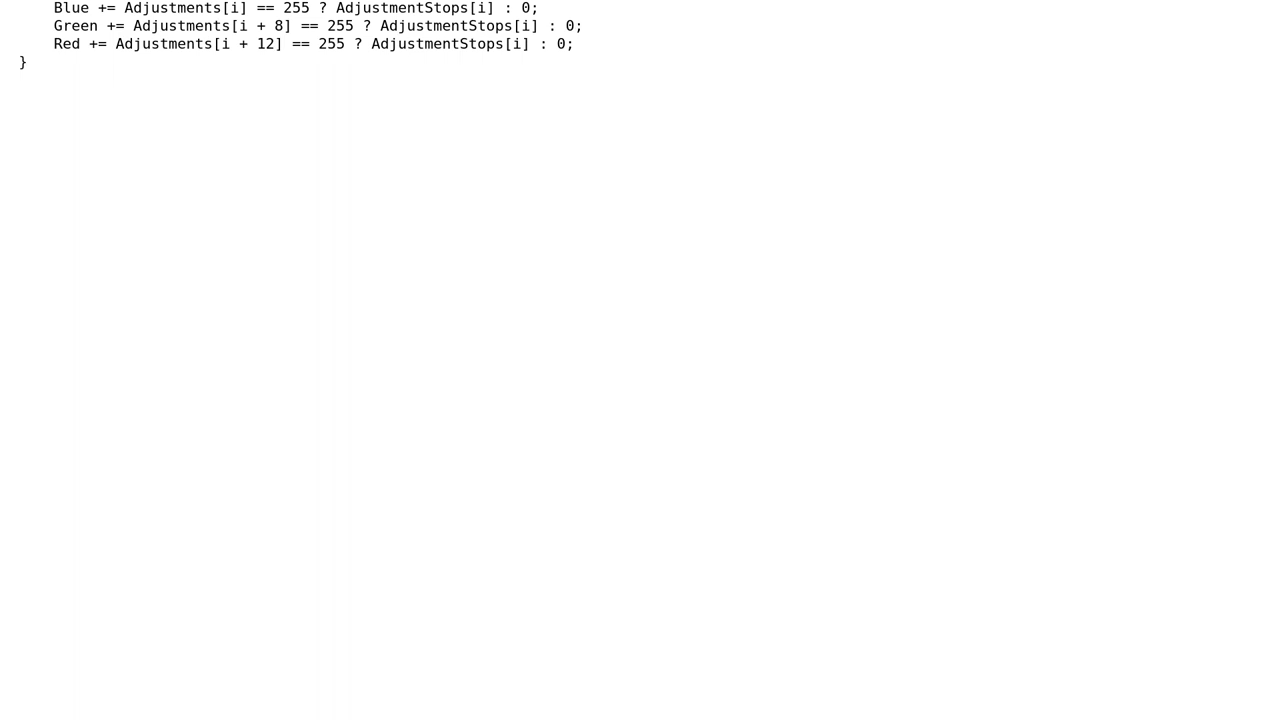 Blue += Adjustments[i] == 255 ? AdjustmentStops[i] : 0;
Green += Adjustments[i + 8] == 255 ? AdjustmentStops[i] : 0;
Red += Adjustments[i + 12] == 255 ? AdjustmentStops[i] : 0;
}